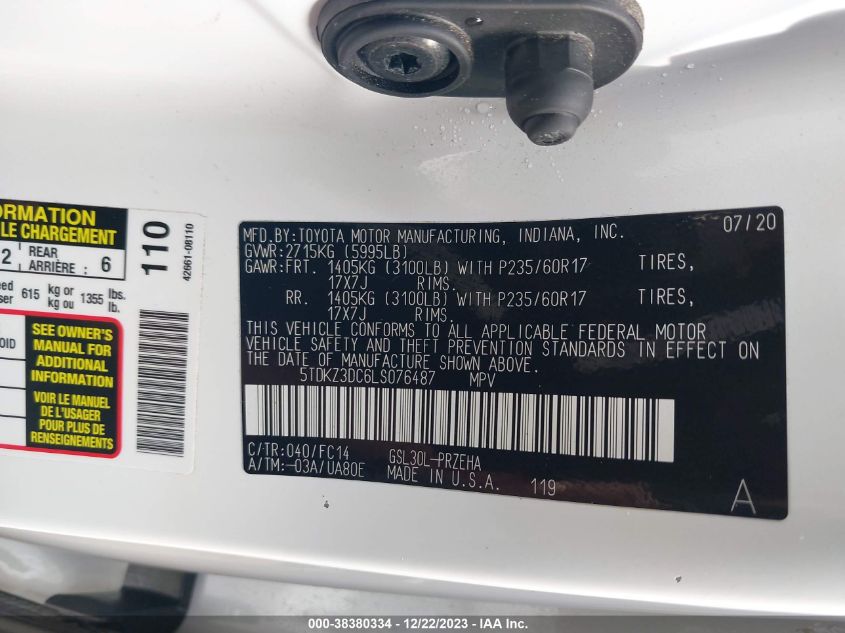 ORMATION
LE CHARGEMENT
2 REAR
ARRIÈRE : 6
615 kg or 1355 lbs.
kg ou lb.
SEE OWNER'S
MANUAL FOR
ADDITIONAL
INFORMATION
VOIR LE MANUEL
DE L'USAGER
POUR PLUS DE
RENSEIGNEMENTS
110
42661-08110
MFD.BY:TOYOTA MOTOR MANUFACTURING, INDIANA, INC. 07/20
GVWR:2715KG (5995LB)
GAWR:FRT. 1405KG (3100LB) WITH P235/60R17 TIRES,
17X7J RIMS.
RR. 1405KG (3100LB) WITH P235/60R17 TIRES,
17X7J RIMS.
THIS VEHICLE CONFORMS TO ALL APPLICABLE FEDERAL MOTOR
VEHICLE SAFETY AND THEFT PREVENTION STANDARDS IN EFFECT ON
THE DATE OF MANUFACTURE SHOWN ABOVE.
5TDKZ3DC6LS076487 MPV
C/TR:040/FC14 GSL30L-PRZEHA
A/TM:-03A/UA80E MADE IN U.S.A. 119
A
000-38380334 - 12/22/2023 - IAA Inc.